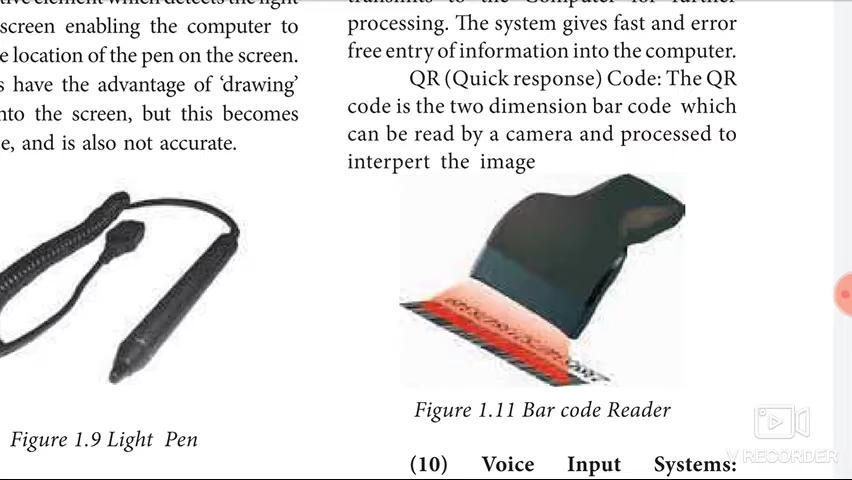 screen enabling the computer to
location of the pen on the screen.
have the advantage of ‘drawing’
the screen, but this becomes
and is also not accurate.
Figure 1.9 Light Pen
processing. The system gives fast and error
free entry of information into the computer.
QR (Quick response) Code: The QR
code is the two dimension bar code which
can be read by a camera and processed to
interpert the image
Figure 1.11 Bar code Reader
(10) Voice Input Systems:
V RECORDER